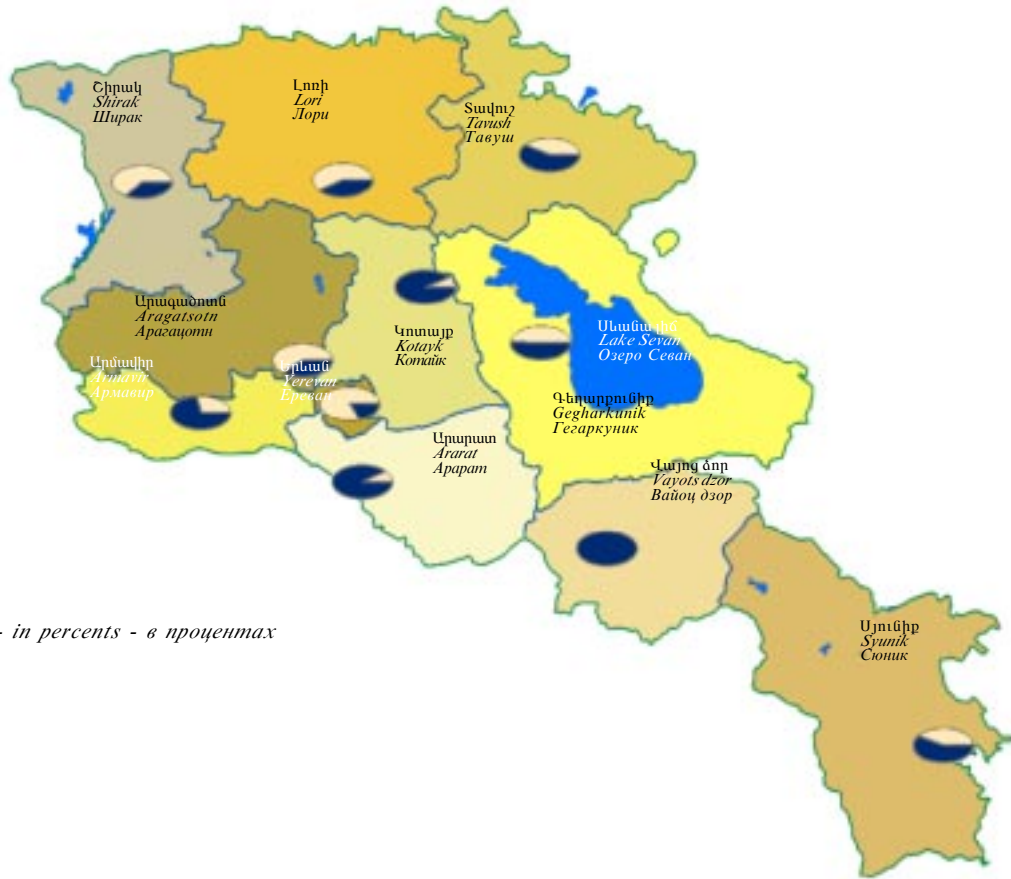 Շիրակ
Shirak
Ширак
Լոռի
Lori
Лори
Տավուշ
Tavush
Тавуш
Արագածոտն
Aragatsotn
Арагацотн
Կոտայք
Kotayk
Котайк
Սևանա լիճ
Lake Sevan
Озеро Севан
Արմավիր
Armavir
Армавир
Երևան
Yerevan
Ереван
Գեղարքունիք
Gegharkunik
Гегаркуник
Արարատ
Ararat
Арарат
Վայոց ձոր
Vayots dzor
Вайоц дзор
Սյունիք
Syunik
Сюник
- in percents - в процентах